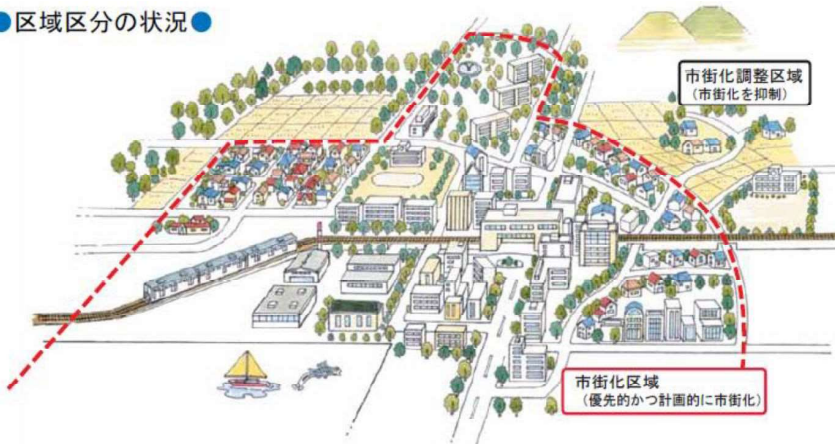 ●区域区分の状況●
市街化調整区域
(市街化を抑制)
市街化区域
(優先的かつ計画的に市街化)